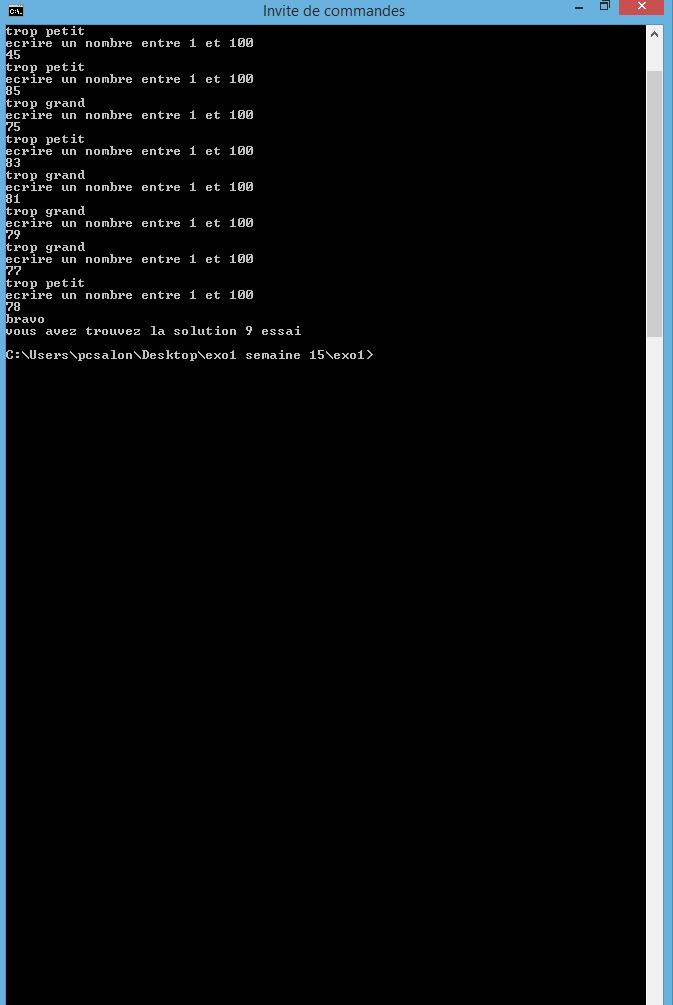 Invite de commandes
trop petit
ecrire un nombre entre 1 et 100
45
trop petit
ecrire un nombre entre 1 et 100
85
trop grand
ecrire un nombre entre 1 et 100
75
trop petit
ecrire un nombre entre 1 et 100
83
trop grand
ecrire un nombre entre 1 et 100
81
trop grand
ecrire un nombre entre 1 et 100
79
trop grand
ecrire un nombre entre 1 et 100
77
trop petit
ecrire un nombre entre 1 et 100
78
bravo
vous avez trouvez la solution 9 essai
C:\Users\pcsalon\Desktop\exo1 semaine 15\exo1>